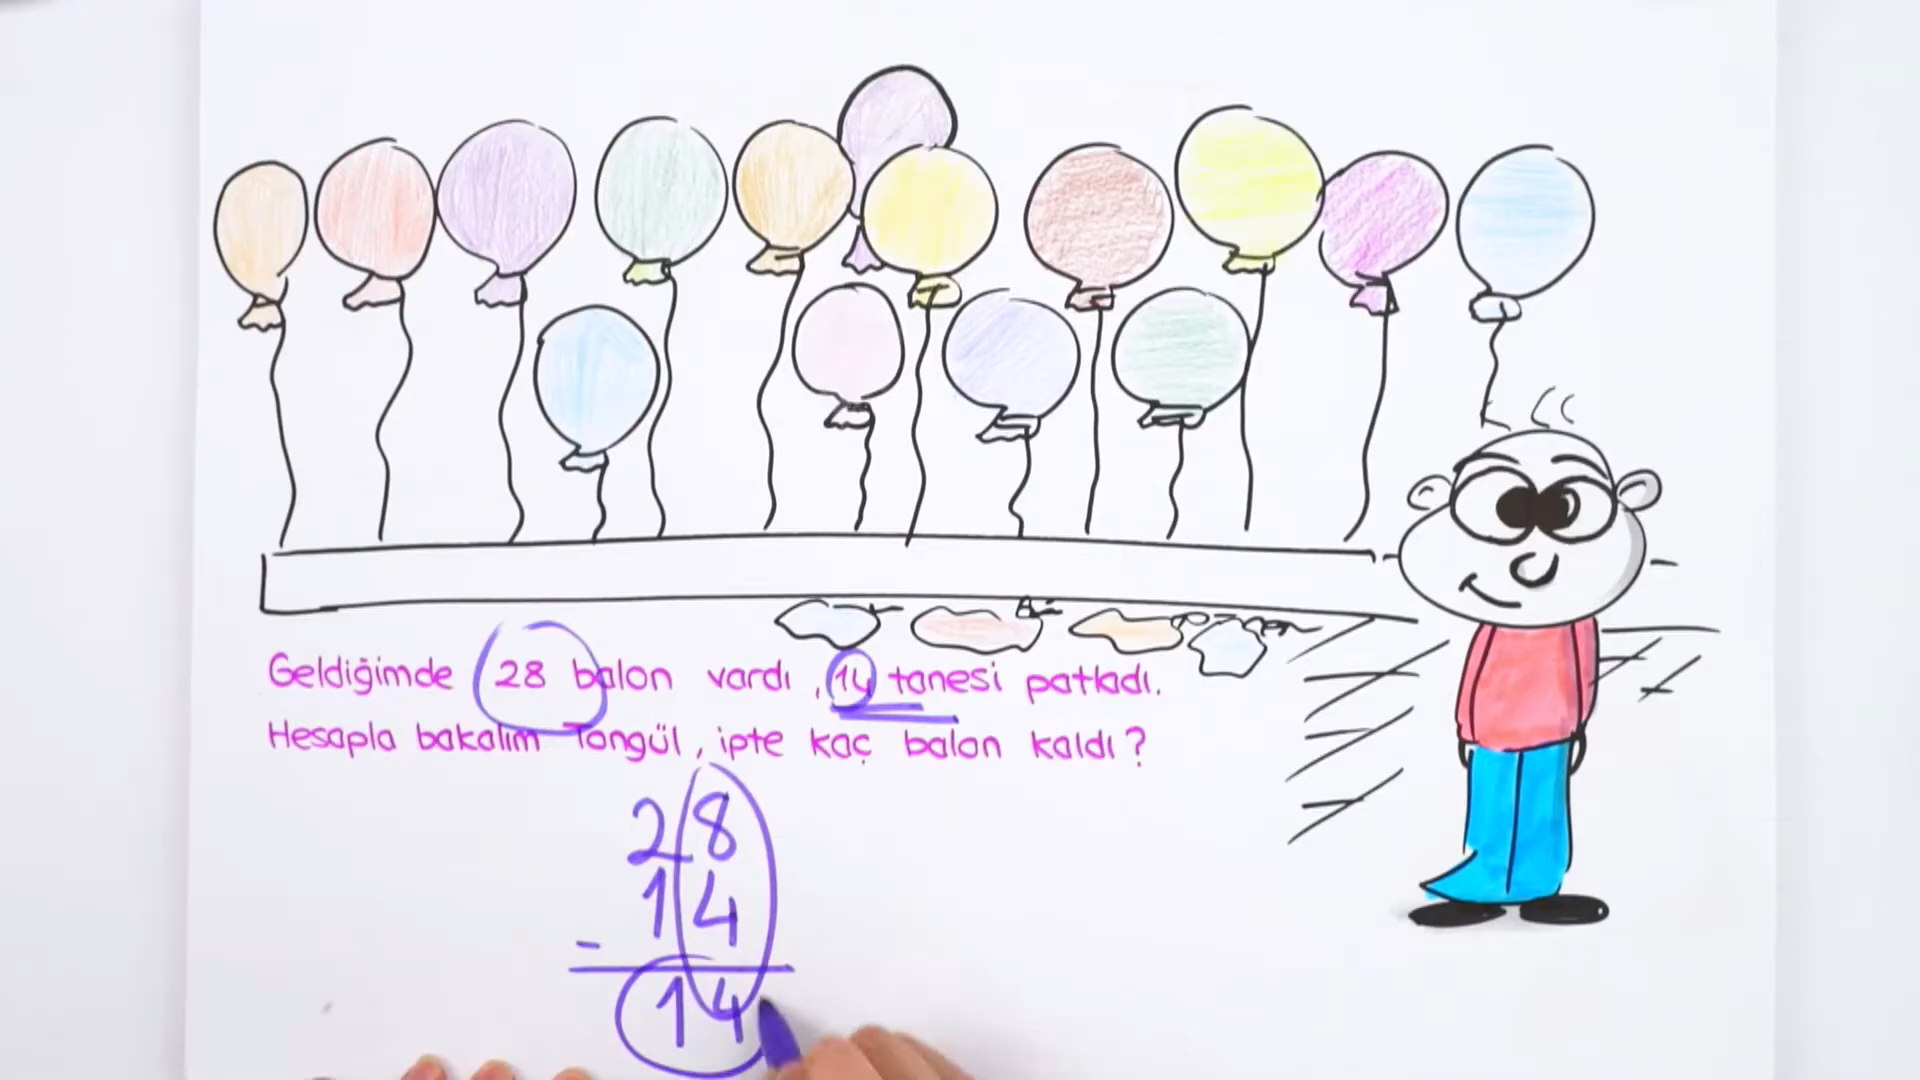 Geldiğimde 28 balon vardı, 14 tanesi patladı.
Hesapla bakalım Tongül, ipte kaç balon kaldı?
28
14
-
14